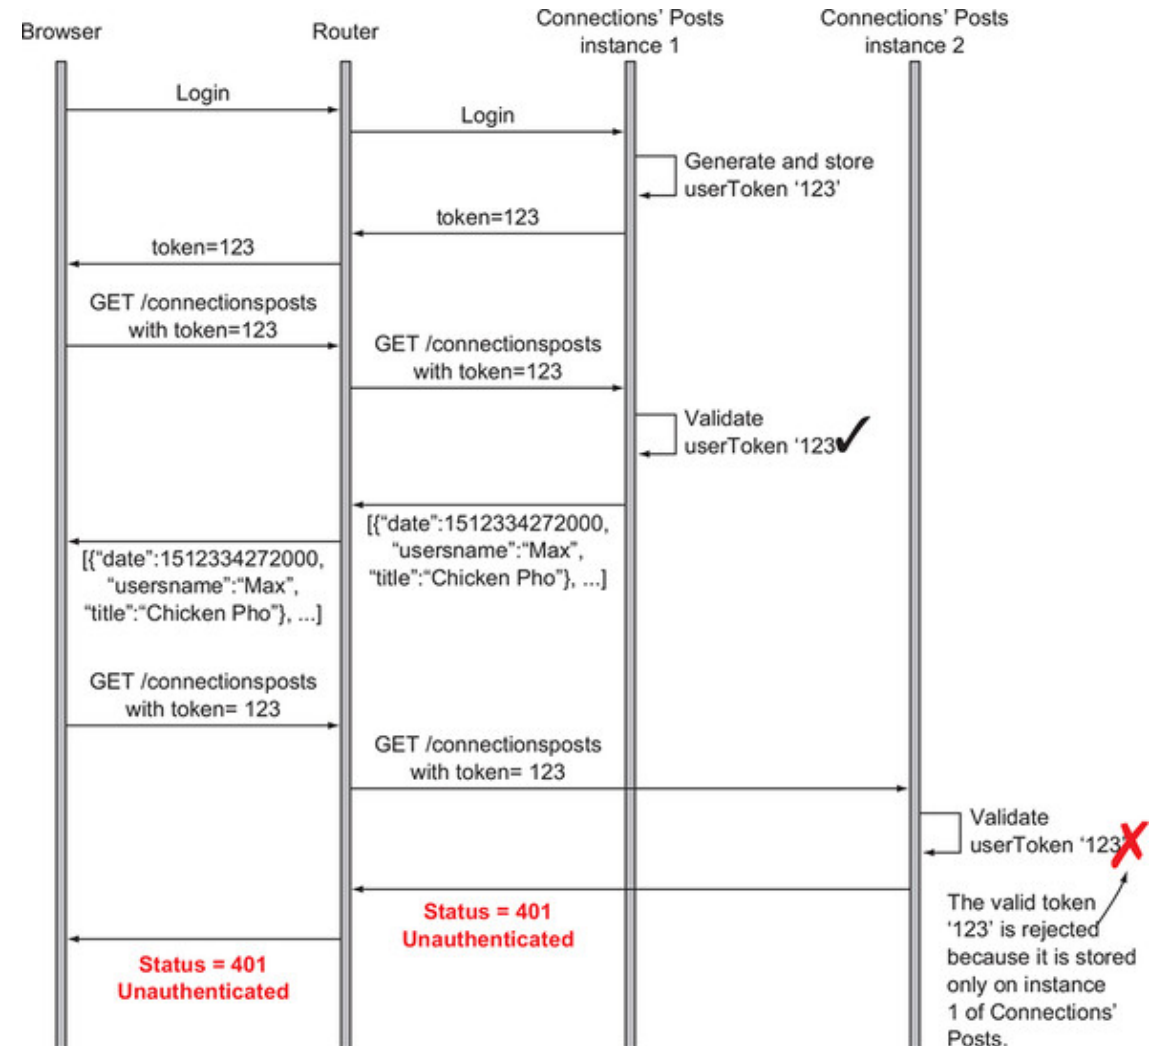 Browser
Router
Connections’ Posts
instance 1
Connections’ Posts
instance 2
Login
Login
Generate and store
userToken ‘123’
token=123
token=123
GET /connectionsposts
with token=123
GET /connectionsposts
with token=123
Validate
userToken ‘123’
[{“date”:1512334272000,
“usersname”:“Max”,
“title”:“Chicken Pho”}, ...]
[{“date”:1512334272000,
“usersname”:“Max”,
“title”:“Chicken Pho”}, ...]
GET /connectionsposts
with token= 123
GET /connectionsposts
with token= 123
Validate
userToken ‘123’
Status = 401
Unauthenticated
Status = 401
Unauthenticated
The valid token
‘123’ is rejected
because it is stored
only on instance
1 of Connections’
Posts.